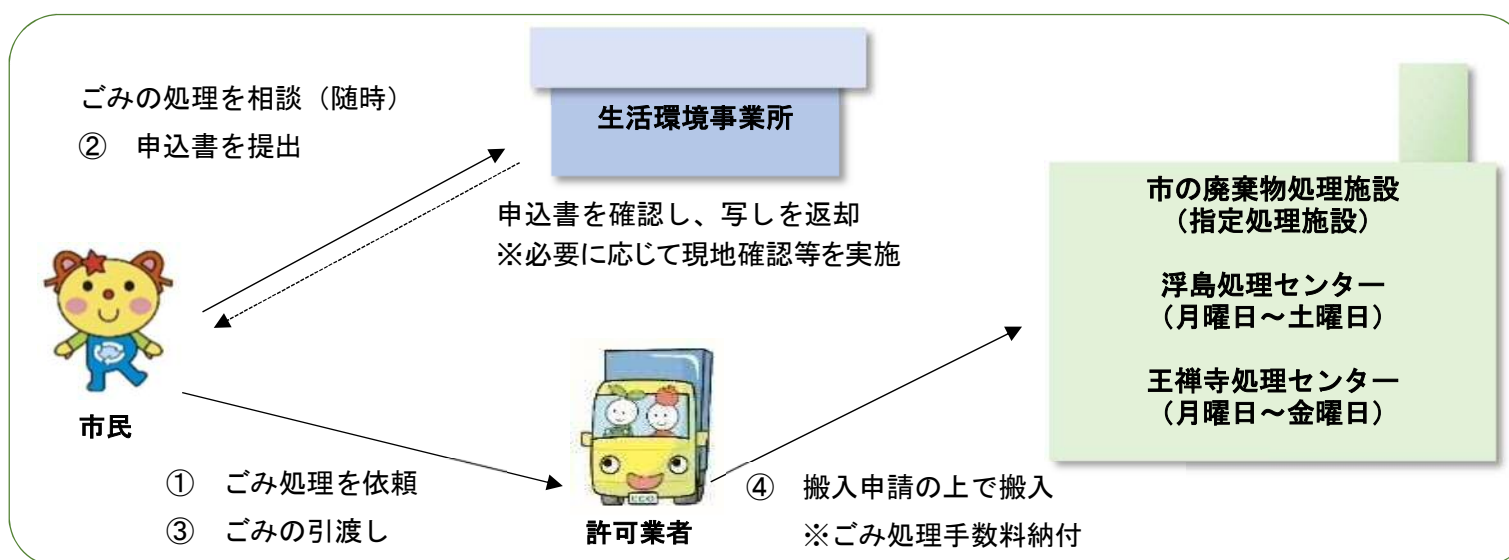 ごみの処理を相談（随時）
② 申込書を提出
生活環境事業所
申込書を確認し、写しを返却
※必要に応じて現地確認等を実施
市の廃棄物処理施設
（指定処理施設）
浮島処理センター
（月曜日～土曜日）
王禅寺処理センター
（月曜日～金曜日）
市民
① ごみ処理を依頼
③ ごみの引渡し
許可業者
④ 搬入申請の上で搬入
※ごみ処理手数料納付